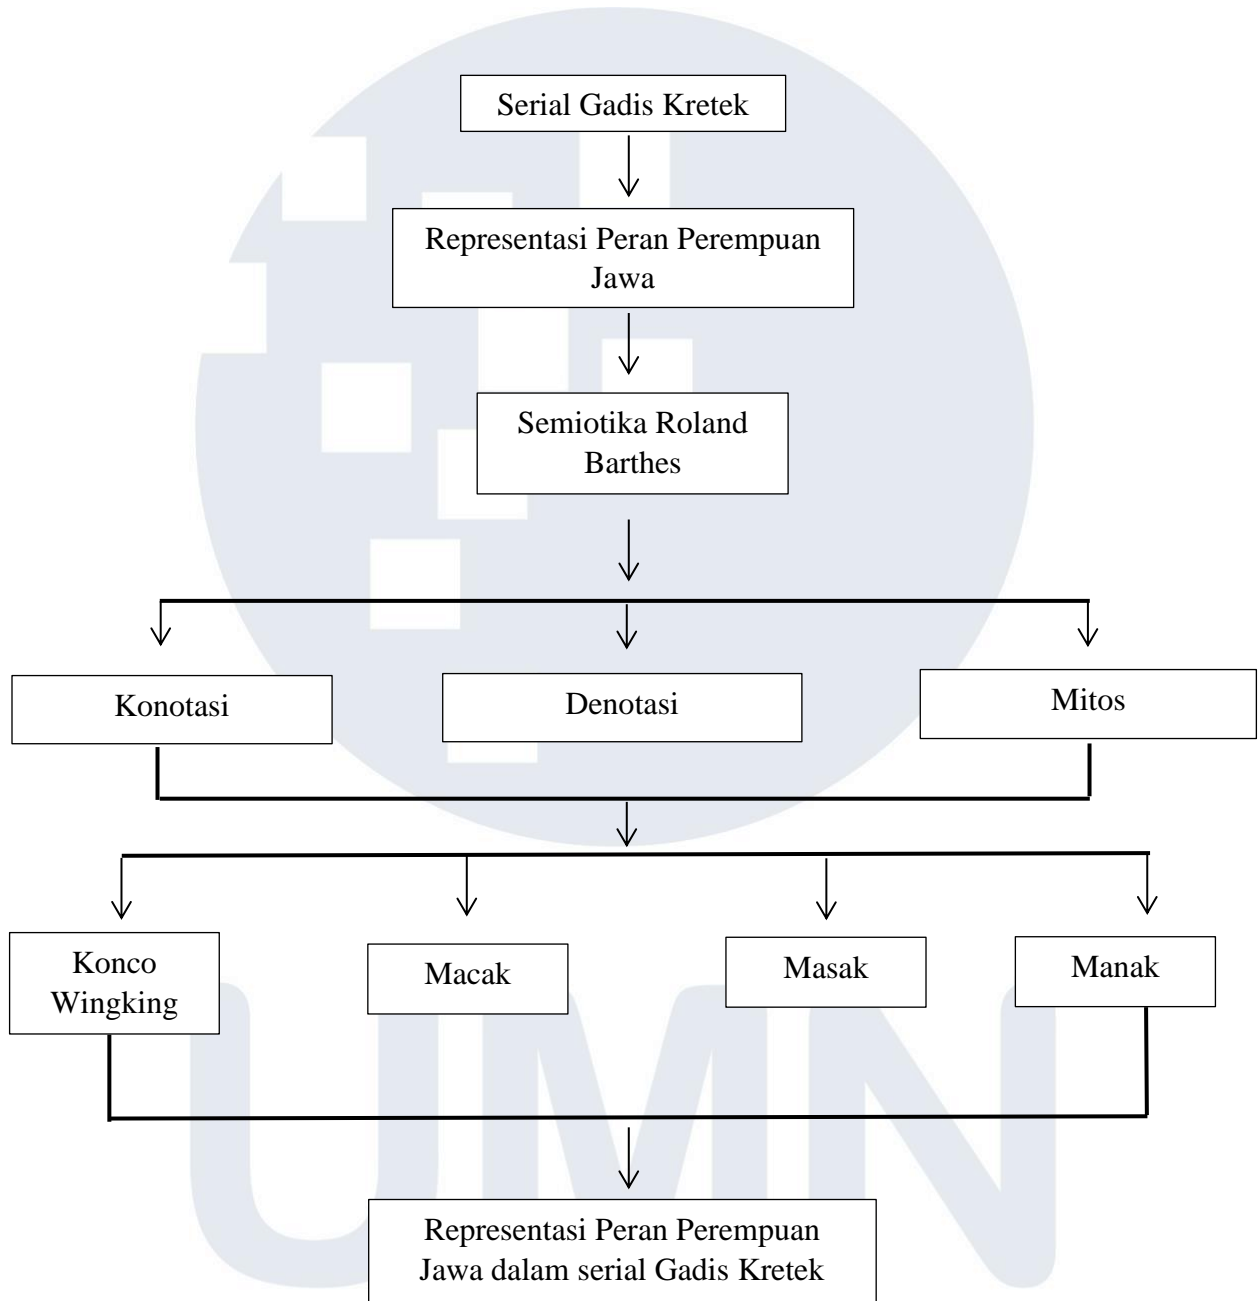 Serial Gadis Kretek
Representasi Peran Perempuan
Jawa
Semiotika Roland
Barthes
Konotasi
Denotasi
Mitos
Konco
Wingking
Macak
Masak
Manak
Representasi Peran Perempuan
Jawa dalam serial Gadis Kretek
UMN